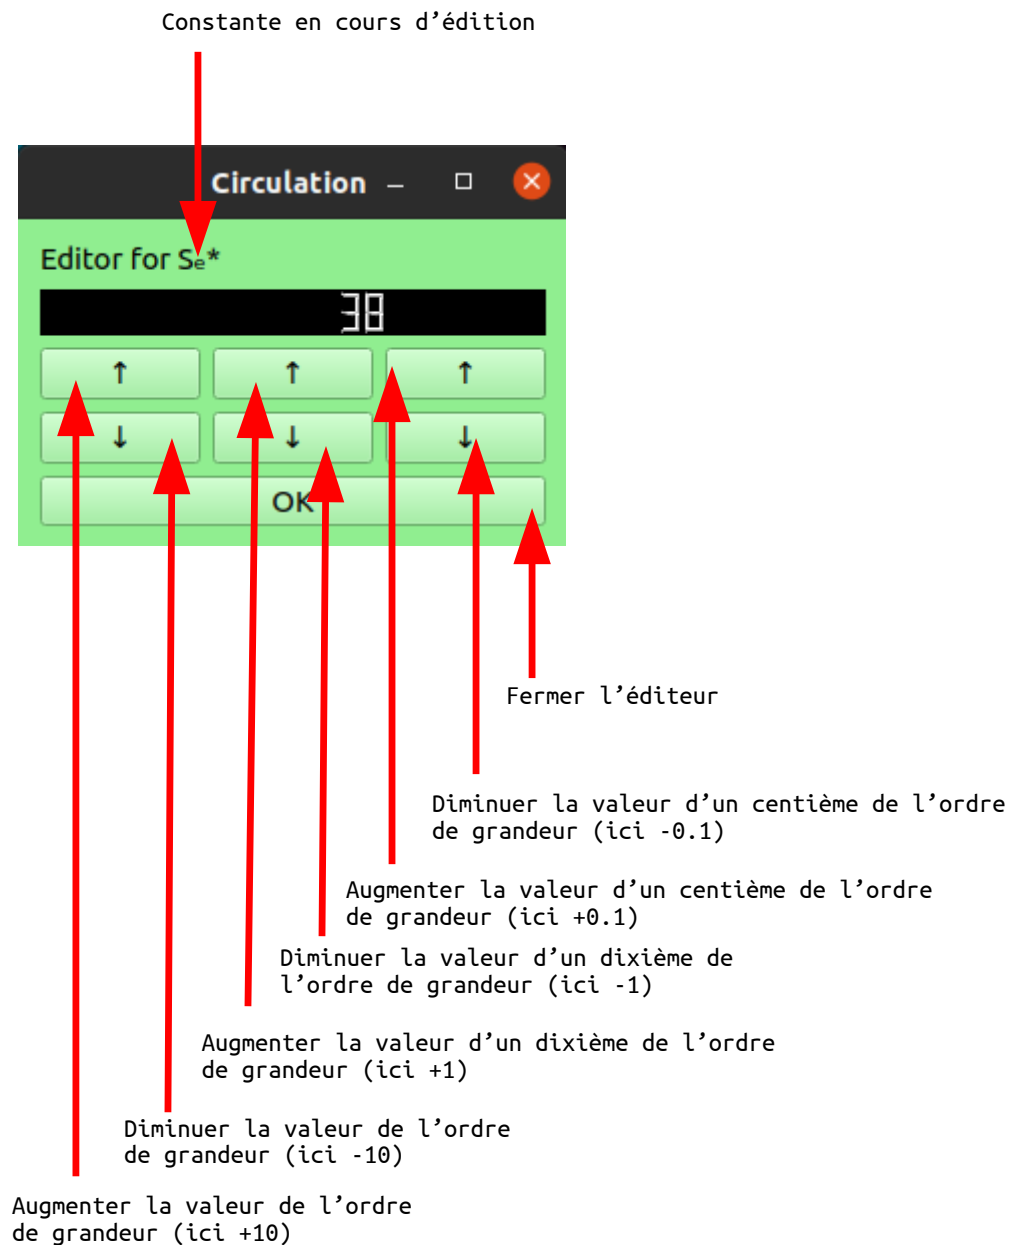 Constante en cours d’édition
Circulation
Editor for Se*
38
↑ ↑ ↑
↓ ↓ ↓
OK
Fermer l’éditeur
Diminuer la valeur d’un centième de l’ordre
de grandeur (ici -0.1)
Augmenter la valeur d’un centième de l’ordre
de grandeur (ici +0.1)
Diminuer la valeur d’un dixième de
l’ordre de grandeur (ici -1)
Augmenter la valeur d’un dixième de l’ordre
de grandeur (ici +1)
Diminuer la valeur de l’ordre
de grandeur (ici -10)
Augmenter la valeur de l’ordre
de grandeur (ici +10)